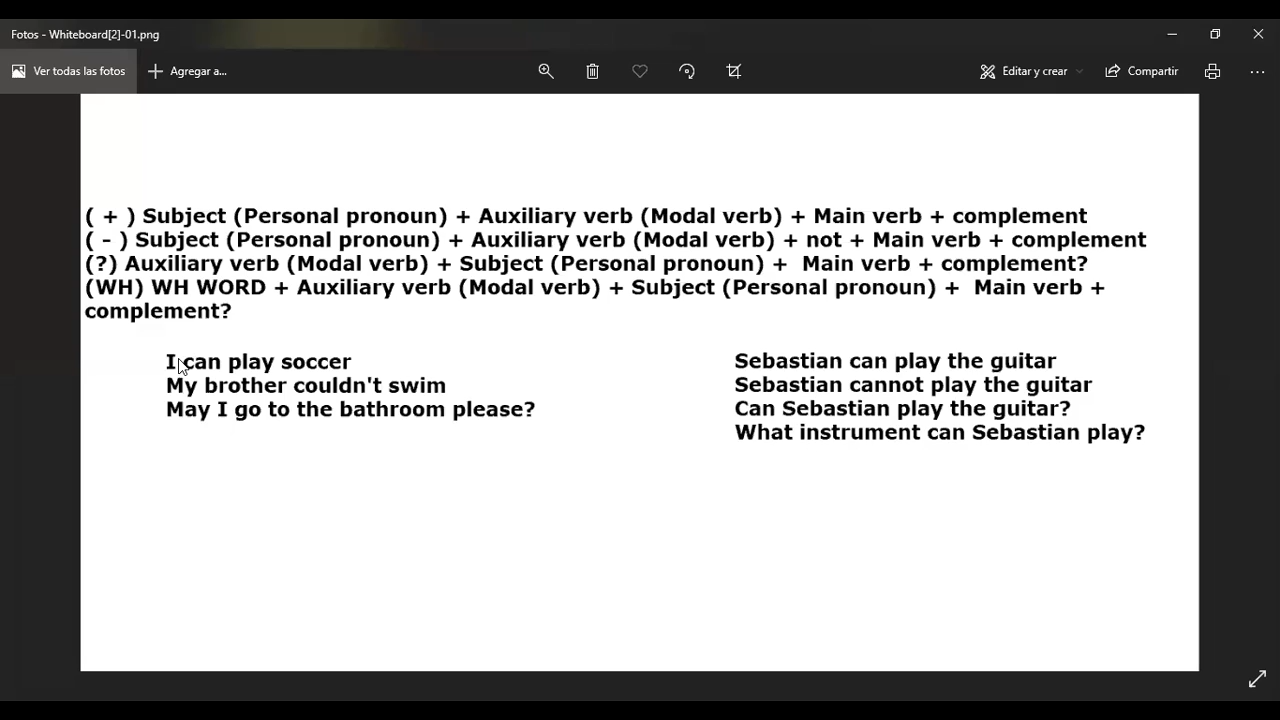 Fotos - Whiteboard[2]-01.png
Ver todas las fotos
Agregar a...
Editar y crear
Compartir
( + ) Subject (Personal pronoun) + Auxiliary verb (Modal verb) + Main verb + complement
( - ) Subject (Personal pronoun) + Auxiliary verb (Modal verb) + not + Main verb + complement
(?) Auxiliary verb (Modal verb) + Subject (Personal pronoun) +  Main verb + complement?
(WH) WH WORD + Auxiliary verb (Modal verb) + Subject (Personal pronoun) +  Main verb +
complement?
I can play soccer
My brother couldn't swim
May I go to the bathroom please?
Sebastian can play the guitar
Sebastian cannot play the guitar
Can Sebastian play the guitar?
What instrument can Sebastian play?